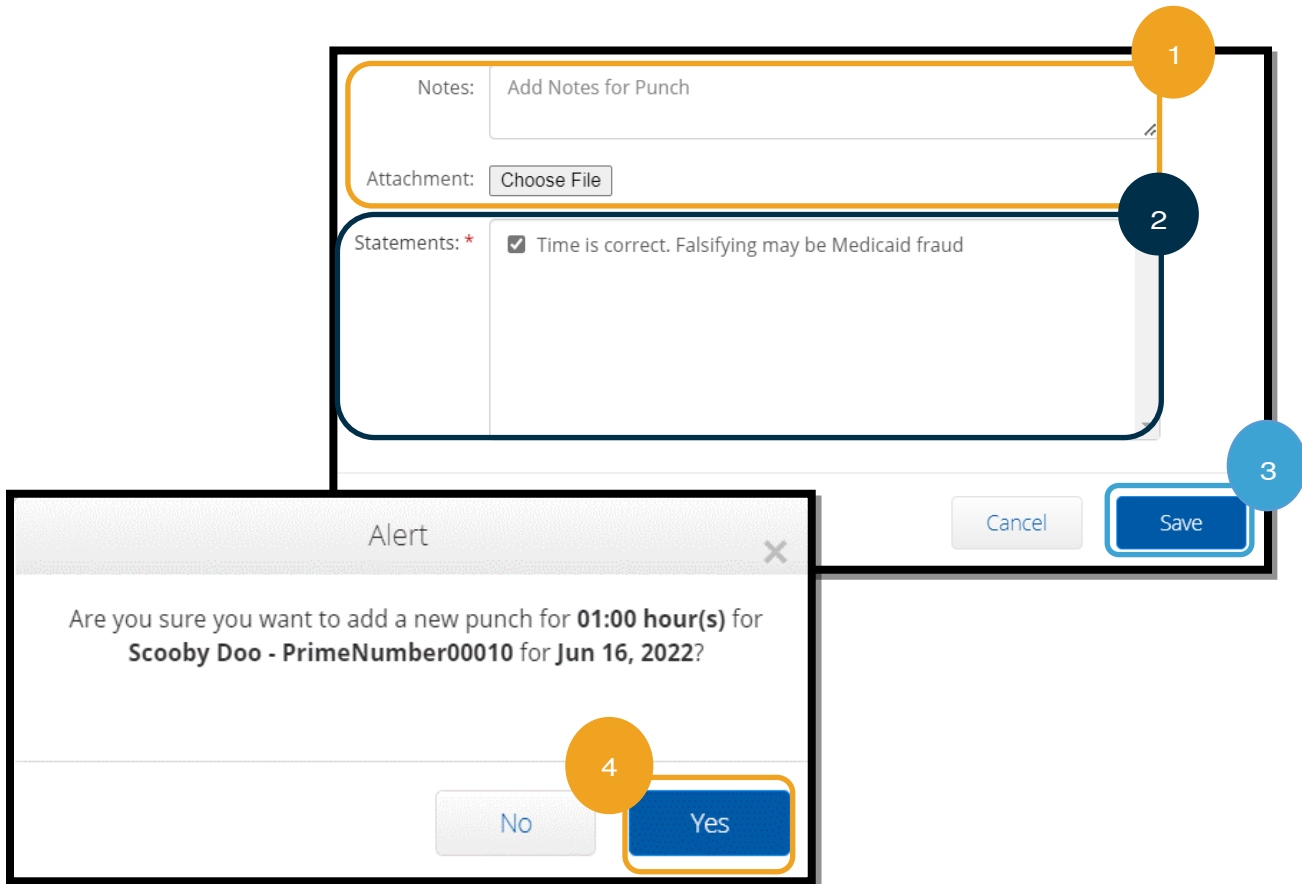 1
Notes: Add Notes for Punch
Attachment: Choose File
2
Statements: * Time is correct. Falsifying may be Medicaid fraud
3
Cancel Save
Alert
Are you sure you want to add a new punch for 01:00 hour(s) for
Scooby Doo - PrimeNumber00010 for Jun 16, 2022?
4
No Yes